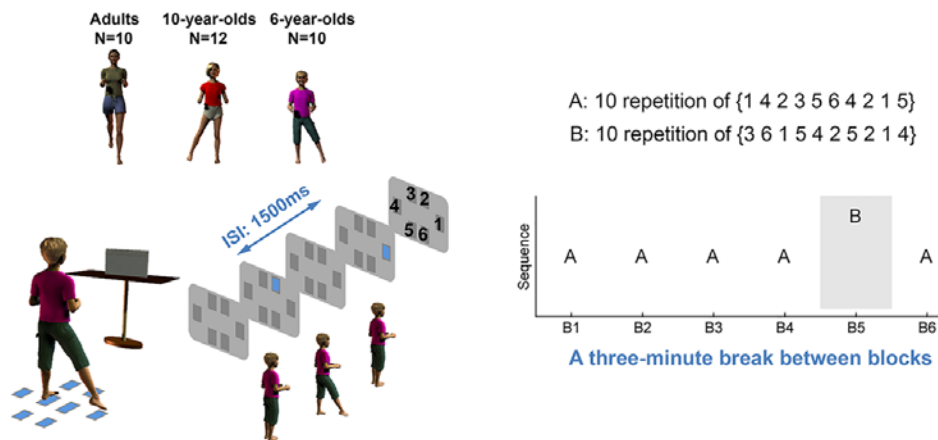 Adults
N=10
10-year-olds
N=12
6-year-olds
N=10
ISI: 1500ms
3 2
4
1
5 6
A: 10 repetition of {1 4 2 3 5 6 4 2 1 5}
B: 10 repetition of {3 6 1 5 4 2 5 2 1 4}
Sequence
A A A A B A
B1 B2 B3 B4 B5 B6
A three-minute break between blocks